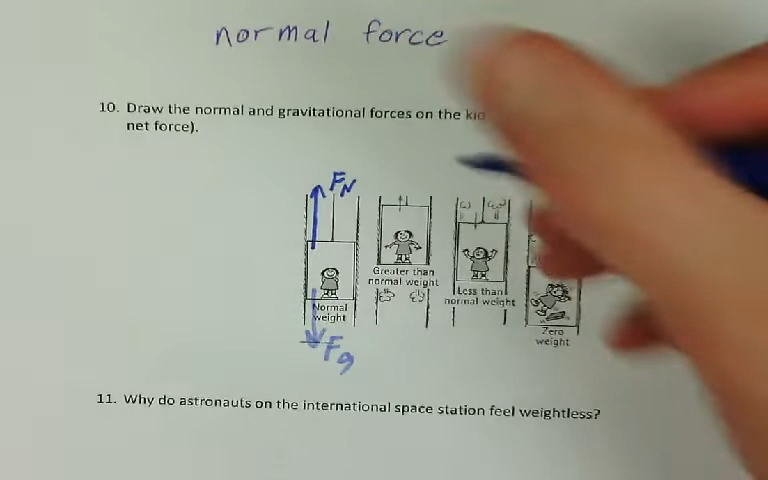 normal force
10. Draw the normal and gravitational forces on the
net force).
FN
Greater than
normal weight
Less than
normal weight
Normal
weight
Zero
weight
Fg
11. Why do astronauts on the international space station feel weightless?